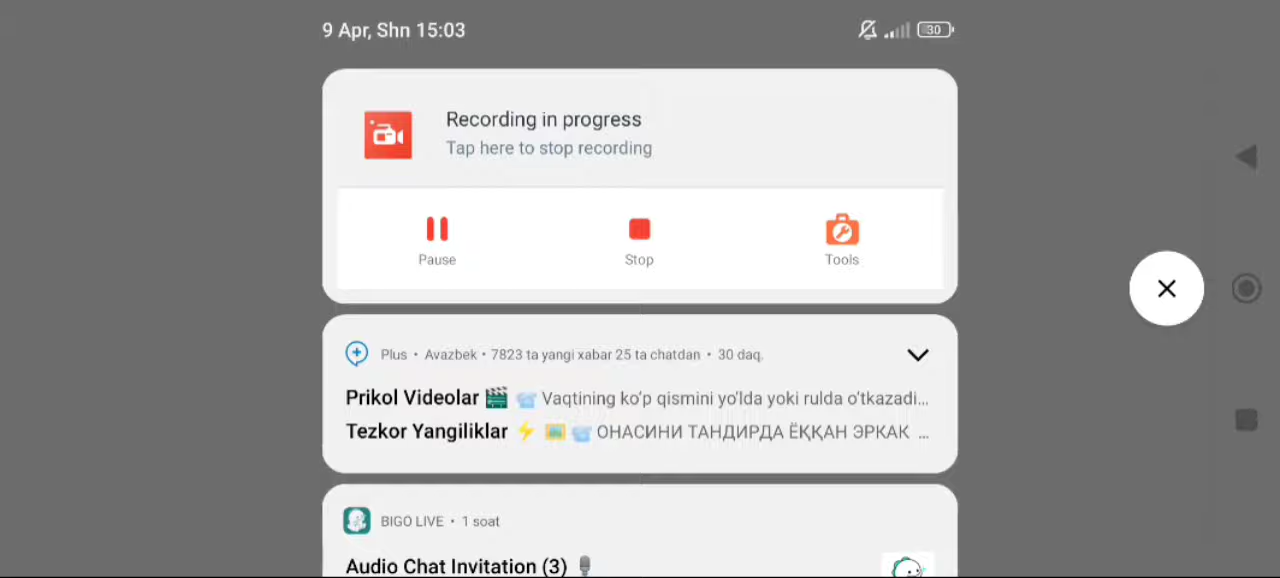 9 Apr, Shn 15:03
30
Recording in progress
Tap here to stop recording
Pause
Stop
Tools
Plus • Avazbek • 7823 ta yangi xabar 25 ta chatdan • 30 daq.
Prikol Videolar 🎬 Vaqtining ko'p qismini yo'lda yoki rulda o'tkazadi...
Tezkor Yangiliklar ⚡ 🖼 ОНАСИНИ ТАНДИРДА ЁҚҚАН ЭРКАК ...
BIGO LIVE • 1 soat
Audio Chat Invitation (3) 🎙